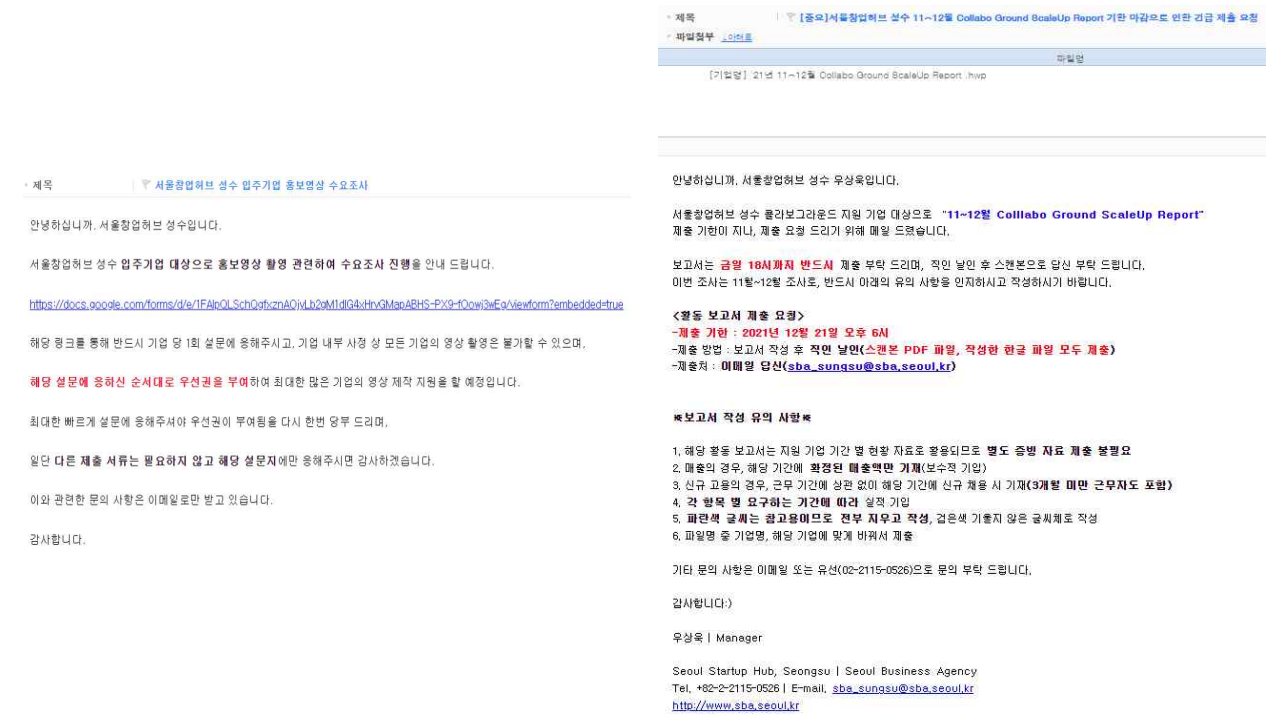 제목 서울창업허브 성수 입주기업 홍보영상 수요조사
안녕하십니까. 서울창업허브 성수입니다.
서울창업허브 성수 입주기업 대상으로 홍보영상 촬영 관련하여 수요조사 진행을 안내 드립니다.
해당 링크를 통해 반드시 기업 당 1회 설문에 응해주시고, 기업 내부 사정 상 모든 기업의 영상 촬영은 불가할 수 있으며,
해당 설문에 응하신 순서대로 우선권을 부여하여 최대한 많은 기업의 영상 제작 지원을 할 예정입니다.
최대한 빠르게 설문에 응해주셔야 우선권이 부여됨을 다시 한번 당부 드리며,
일단 다른 제출 서류는 필요하지 않고 해당 설문지에만 응해주시면 감사하겠습니다.
이와 관련한 문의 사항은 이메일로만 받고 있습니다.
감사합니다.
제목 [중요]서울창업허브 성수 11~12월 Collabo Ground ScaleUp Report 기한 마감으로 인한 긴급 제출 요청
파일첨부
파일명
[기업명] 21년 11~12월 Collabo Ground ScaleUp Report .hwp
안녕하십니까, 서울창업허브 성수 우상욱입니다.
서울창업허브 성수 콜라보그라운드 지원 기업 대상으로 "11~12월 Colllabo Ground ScaleUp Report"
제출 기한이 지나, 제출 요청 드리기 위해 메일 드렸습니다.
보고서는 금일 18시까지 반드시 제출 부탁 드리며, 직인 날인 후 스캔본으로 답신 부탁 드립니다.
이번 조사는 11월~12월 조사로, 반드시 아래의 유의 사항을 인지하시고 작성하시기 바랍니다.
<활동 보고서 제출 요청>
-제출 기한 : 2021년 12월 21일 오후 6시
-제출 방법 : 보고서 작성 후 직인 날인(스캔본 PDF 파일, 작성한 한글 파일 모두 제출)
-제출처 : 이메일 답신(sba_sungsu@sba.seoul.kr)
※보고서 작성 유의 사항※
1. 해당 활동 보고서는 지원 기업 기간 별 현황 자료로 활용되므로 별도 증빙 자료 제출 불필요
2. 매출의 경우, 해당 기간에 확정된 매출액만 기재(보수적 기입)
3. 신규 고용의 경우, 근무 기간에 상관 없이 해당 기간에 신규 채용 시 기재(3개월 미만 근무자도 포함)
4. 각 항목 별 요구하는 기간에 따라 실적 기입
5. 파란색 글씨는 참고용이므로 전부 지우고 작성, 검은색 기울지 않은 글씨체로 작성
6. 파일명 중 기업명, 해당 기업에 맞게 바꿔서 제출
기타 문의 사항은 이메일 또는 유선(02-2115-0526)으로 문의 부탁 드립니다.
감사합니다:)
우상욱 | Manager
Seoul Startup Hub, Seongsu | Seoul Business Agency
Tel. +82-2-2115-0526 | E-mail. sba_sungsu@sba.seoul.kr
http://www.sba.seoul.kr